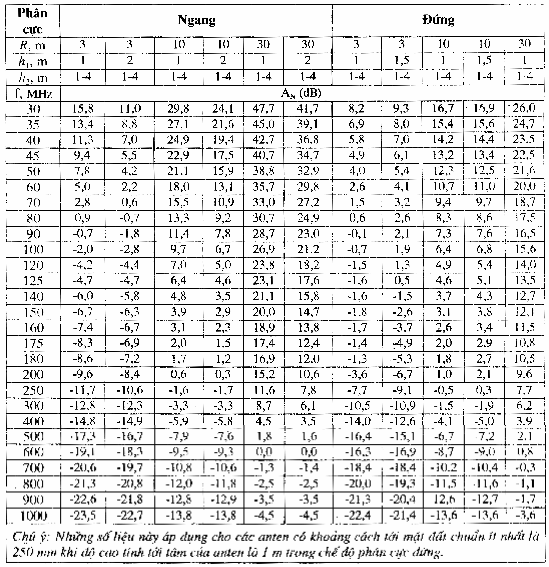 Phân cực Ngang Đứng
R, m 3 3 10 10 30 30 3 3 10 10 30
h₁, m 1 2 1 2 1 2 1 1,5 1 1,5 1
h₂, m 1-4 1-4 1-4 1-4 1-4 1-4 1-4 1-4 1-4 1-4 1-4
f, MHz A_N (dB)
30 15,8 11,0 29,8 24,1 47,7 41,7 8,2 9,3 16,7 16,9 26,0
35 13,4 8,8 27,1 21,6 45,0 39,1 6,9 8,0 15,4 15,6 24,7
40 11,3 7,0 24,9 19,4 42,7 36,8 5,8 7,0 14,2 14,4 23,5
45 9,4 5,5 22,9 17,5 40,7 34,7 4,9 6,1 13,2 13,4 22,5
50 7,8 4,2 21,1 15,9 38,8 32,9 4,0 5,4 12,3 12,5 21,6
60 5,0 2,2 18,0 13,1 35,7 29,8 2,6 4,1 10,7 11,0 20,0
70 2,8 0,6 15,5 10,9 33,0 27,2 1,5 3,2 9,4 9,7 18,7
80 0,9 -0,7 13,3 9,2 30,7 24,9 0,6 2,6 8,3 8,6 17,5
90 -0,7 -1,8 11,4 7,8 28,7 23,0 -0,1 2,1 7,3 7,6 16,5
100 -2,0 -2,8 9,7 6,7 26,9 21,2 -0,7 1,9 6,4 6,8 15,6
120 -4,2 -4,4 7,0 5,0 23,8 18,2 -1,5 1,3 4,9 5,4 14,0
125 -4,7 -4,7 6,4 4,6 23,1 17,6 -1,6 0,5 4,6 5,1 13,5
140 -6,0 -5,8 4,8 3,5 21,1 15,8 -1,6 -1,5 3,7 4,3 12,7
150 -6,7 -6,3 3,9 2,9 20,0 14,7 -1,8 -2,6 3,1 3,8 12,1
160 -7,4 -6,7 3,1 2,3 18,9 13,8 -1,7 -3,7 2,6 3,4 11,5
175 -8,3 -6,9 2,0 1,5 17,4 12,4 -1,4 -4,9 2,0 2,9 10,8
180 -8,6 -7,2 1,7 1,2 16,9 12,0 -1,3 -5,3 1,8 2,7 10,5
200 -9,6 -8,4 0,6 0,3 15,2 10,6 -3,6 -6,7 1,0 2,1 9,6
250 -11,7 -10,6 -1,6 -1,7 11,6 7,8 -7,7 -9,1 -0,5 0,3 7,7
300 -12,8 -12,3 -3,3 -3,3 8,7 6,1 -10,5 -10,9 -1,5 -1,9 6,2
400 -14,8 -14,9 -5,9 -5,8 4,5 3,5 -14,0 -12,6 -4,1 -5,0 3,9
500 -17,3 -16,7 -7,9 -7,6 1,8 1,6 -16,4 -15,1 -6,7 -7,2 2,1
600 -19,1 -18,3 -9,5 -9,3 0,0 0,0 -16,3 -16,9 -8,7 -9,0 0,8
700 -20,6 -19,7 -10,8 -10,6 -1,3 -1,4 -18,4 -18,4 -10,2 -10,4 -0,3
800 -21,3 -20,8 -12,0 -11,8 -2,5 -2,5 -20,0 -19,3 -11,5 -11,6 -1,1
900 -22,6 -21,8 -12,8 -12,9 -3,5 -3,5 -21,3 -20,4 12,6 -12,7 -1,7
1000 -23,5 -22,7 -13,8 -13,8 -4,5 -4,5 -22,4 -21,4 -13,6 -13,6 -3,6
Chú ý: Những số liệu này áp dụng cho các anten có khoảng cách tới mặt đất chuẩn ít nhất là
250 mm khi độ cao tính tới tâm của anten là 1 m trong chế độ phân cực đứng.